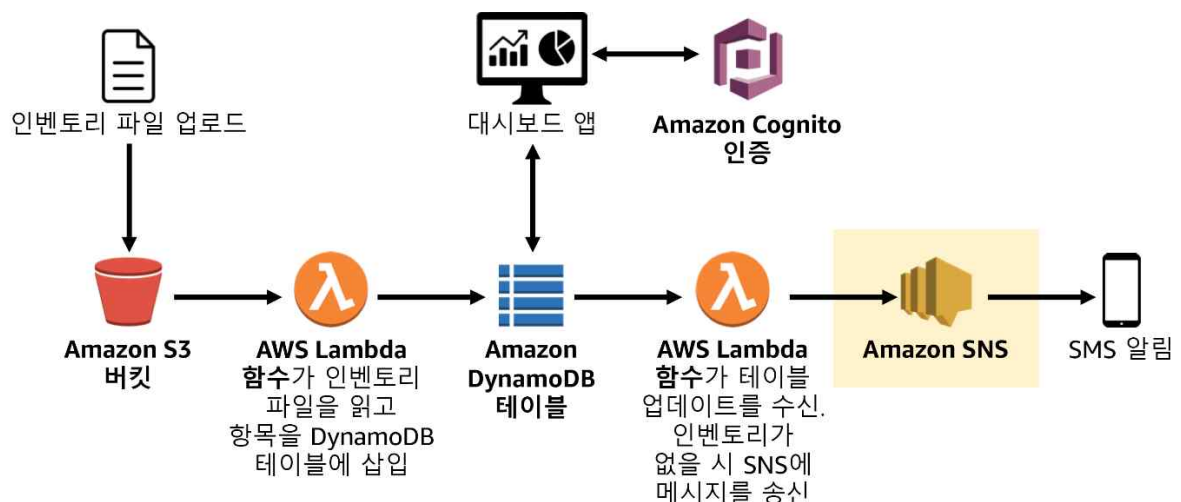 인벤토리 파일 업로드
대시보드 앱
Amazon Cognito
인증
Amazon S3
버킷
AWS Lambda
함수가 인벤토리
파일을 읽고
항목을 DynamoDB
테이블에 삽입
Amazon
DynamoDB
테이블
AWS Lambda
함수가 테이블
업데이트를 수신.
인벤토리가
없을 시 SNS에
메시지를 송신
Amazon SNS
SMS 알림